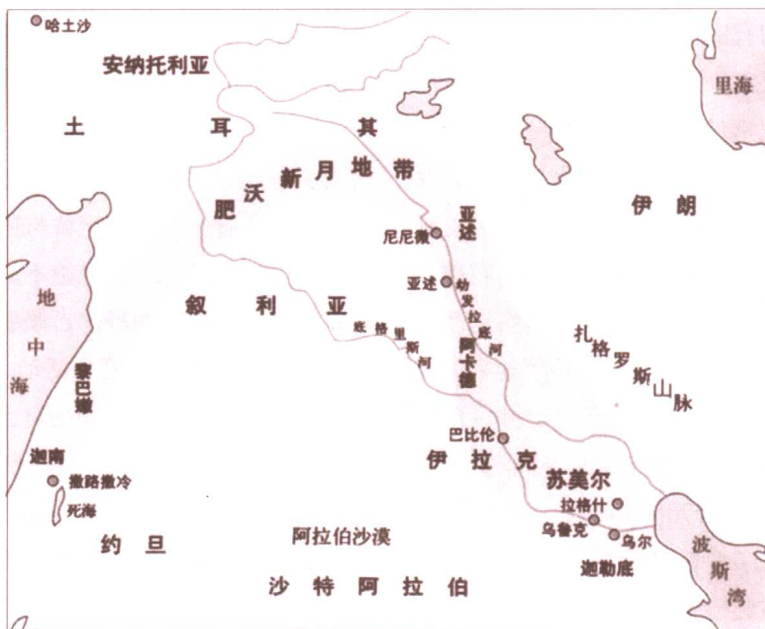 哈土沙
安纳托利亚
里海
土耳其
肥沃新月地带
伊朗
亚述
尼尼微
亚述
幼发拉底河
地中海
叙利亚
底格里斯河
阿卡德
扎格罗斯山脉
黎巴嫩
巴比伦
伊拉克
迦南
撒路撒冷
死海
苏美尔
拉格什
乌鲁克
乌尔
约旦
阿拉伯沙漠
迦勒底
波斯湾
沙特阿拉伯